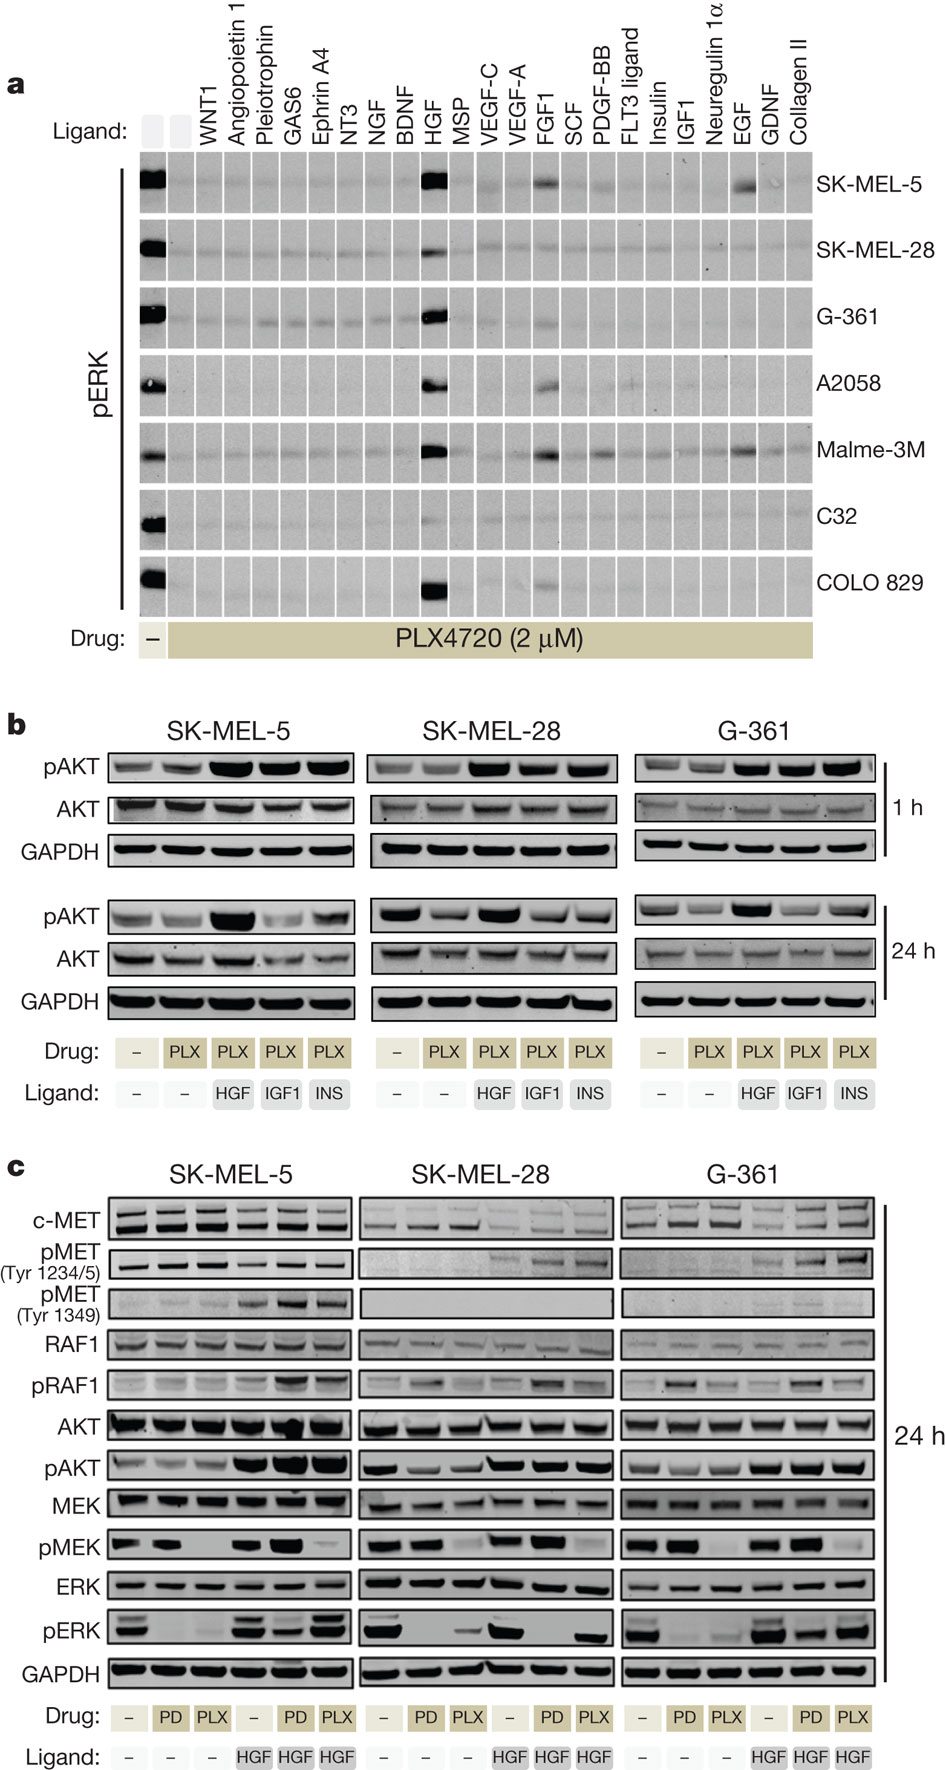 a
Ligand: WNT1 Angiopoietin 1 Pleiotrophin GAS6 Ephrin A4 NT3 NGF BDNF HGF MSP VEGF-C VEGF-A FGF1 SCF PDGF-BB FLT3 ligand Insulin IGF1 Neuregulin 1α EGF GDNF Collagen II
pERK
SK-MEL-5
SK-MEL-28
G-361
A2058
Malme-3M
C32
COLO 829
Drug: – PLX4720 (2 μM)
b
SK-MEL-5 SK-MEL-28 G-361
pAKT
AKT
GAPDH
1 h
pAKT
AKT
GAPDH
24 h
Drug: – PLX PLX PLX PLX – PLX PLX PLX PLX – PLX PLX PLX PLX
Ligand: – – HGF IGF1 INS – – HGF IGF1 INS – – HGF IGF1 INS
c
SK-MEL-5 SK-MEL-28 G-361
c-MET
pMET
(Tyr 1234/5)
pMET
(Tyr 1349)
RAF1
pRAF1
AKT
pAKT
MEK
pMEK
ERK
pERK
GAPDH
24 h
Drug: – PD PLX – PD PLX – PD PLX – PD PLX – PD PLX – PD PLX
Ligand: – – – HGF HGF HGF – – – HGF HGF HGF – – – HGF HGF HGF